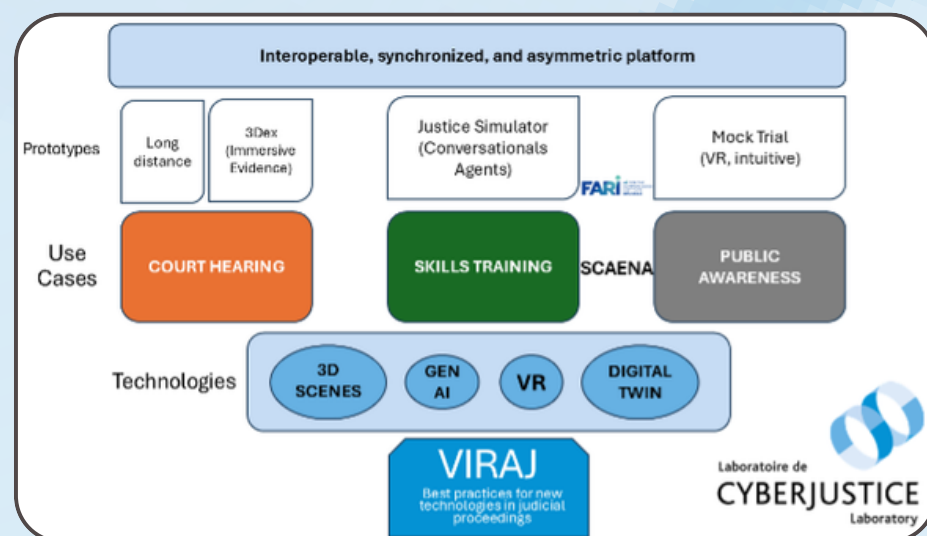 Interoperable, synchronized, and asymmetric platform
Prototypes
Long
distance
3Dex
(Immersive
Evidence)
Justice Simulator
(Conversationals
Agents)
FARI
Mock Trial
(VR, intuitive)
Use
Cases
COURT HEARING
SKILLS TRAINING
SCAENA
PUBLIC
AWARENESS
Technologies
3D
SCENES
GEN
AI
VR
DIGITAL
TWIN
VIRAJ
Best practices for new
technologies in judicial
proceedings
Laboratoire de
CYBERJUSTICE
Laboratory